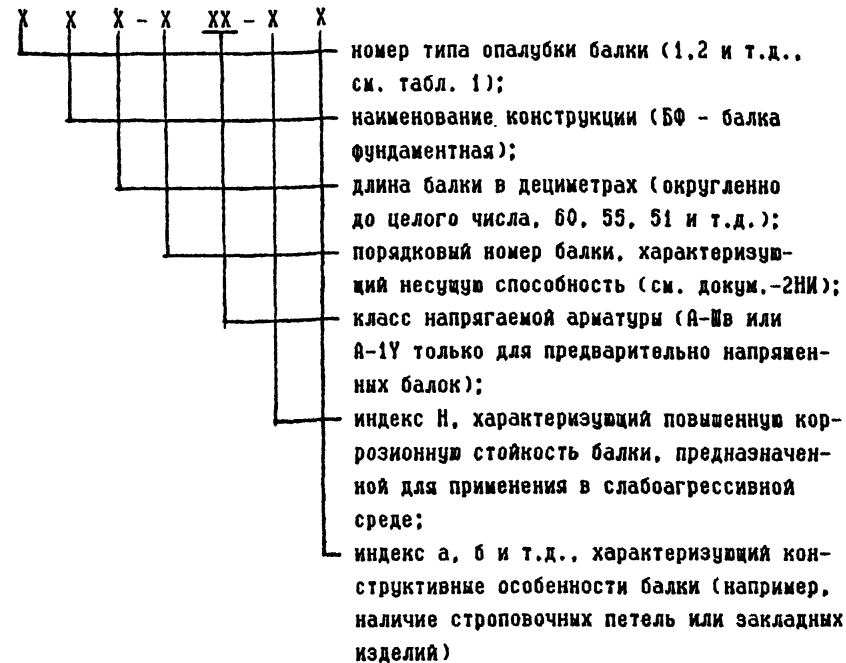 X X X - X XX - X X
номер типа опалубки балки (1,2 и т.д.,
см. табл. 1);
наименование конструкции (БФ - балка
фундаментная);
длина балки в дециметрах (округленно
до целого числа, 60, 55, 51 и т.д.);
порядковый номер балки, характеризую-
щий несущую способность (см. докум.-2НИ);
класс напрягаемой арматуры (А-Шв или
А-1У только для предварительно напряжен-
ных балок);
индекс Н, характеризующий повышенную кор-
розионную стойкость балки, предназначен-
ной для применения в слабоагрессивной
среде;
индекс а, б и т.д., характеризующий кон-
структивные особенности балки (например,
наличие строповочных петель или закладных
изделий)